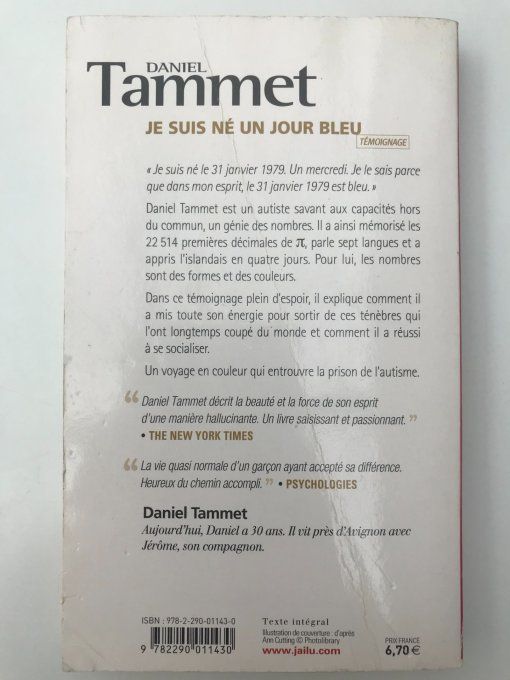 DANIEL
Tammet
JE SUIS NÉ UN JOUR BLEU
TÉMOIGNAGE
« Je suis né le 31 janvier 1979. Un mercredi. Je le sais parce
que dans mon esprit, le 31 janvier 1979 est bleu. »
Daniel Tammet est un autiste savant aux capacités hors
du commun, un génie des nombres. Il a ainsi mémorisé les
22 514 premières décimales de π, parle sept langues et a
appris l'islandais en quatre jours. Pour lui, les nombres
sont des formes et des couleurs.
Dans ce témoignage plein d'espoir, il explique comment il
a mis toute son énergie pour sortir de ces ténèbres qui
l'ont longtemps coupé du monde et comment il a réussi
à se socialiser.
Un voyage en couleur qui entrouvre la prison de l'autisme.
“ Daniel Tammet décrit la beauté et la force de son esprit
d'une manière hallucinante. Un livre saisissant et passionnant. ”
• THE NEW YORK TIMES
“ La vie quasi normale d'un garçon ayant accepté sa différence.
Heureux du chemin accompli. ” • PSYCHOLOGIES
Daniel Tammet
Aujourd'hui, Daniel a 30 ans. Il vit près d'Avignon avec
Jérôme, son compagnon.
ISBN : 978-2-290-01143-0
9 782290 011430
Texte intégral
Illustration de couverture : d'après
Ann Cutting © Photolibrary
www.jailu.com
PRIX FRANCE
6,70 €